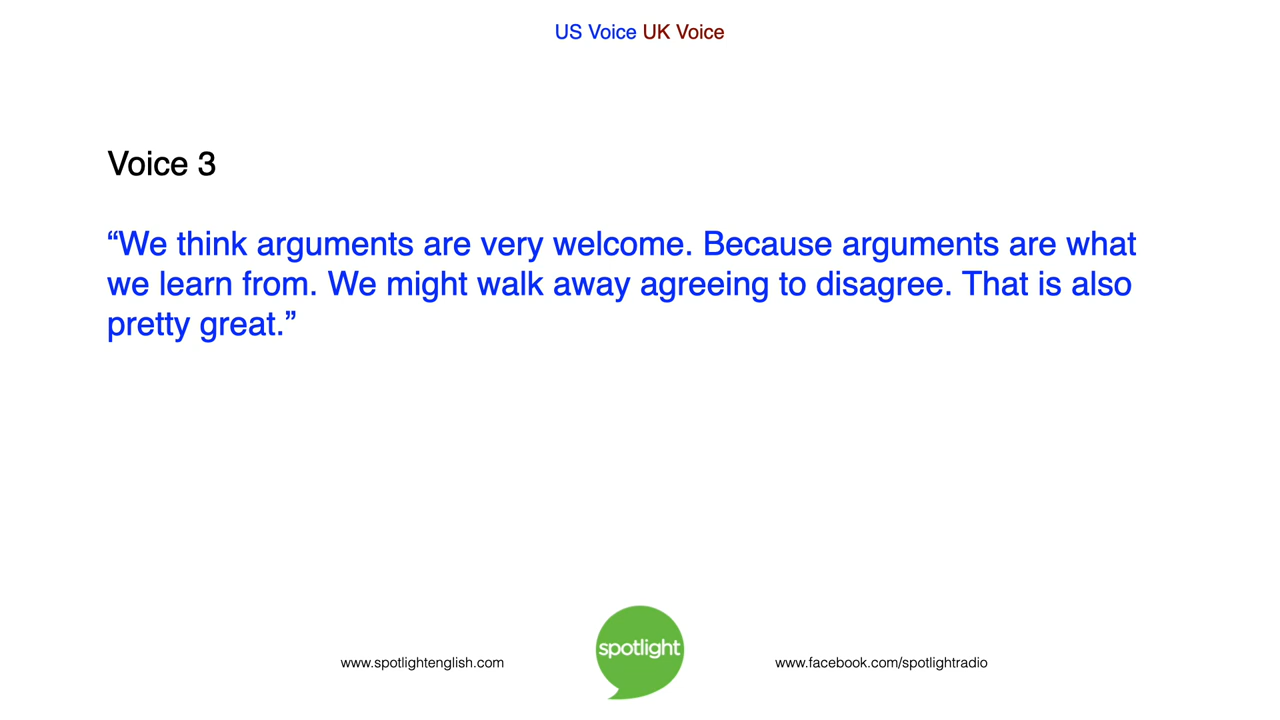 US Voice UK Voice
Voice 3
“We think arguments are very welcome. Because arguments are what
we learn from. We might walk away agreeing to disagree. That is also
pretty great.”
spotlight
www.spotlightenglish.com
www.facebook.com/spotlightradio